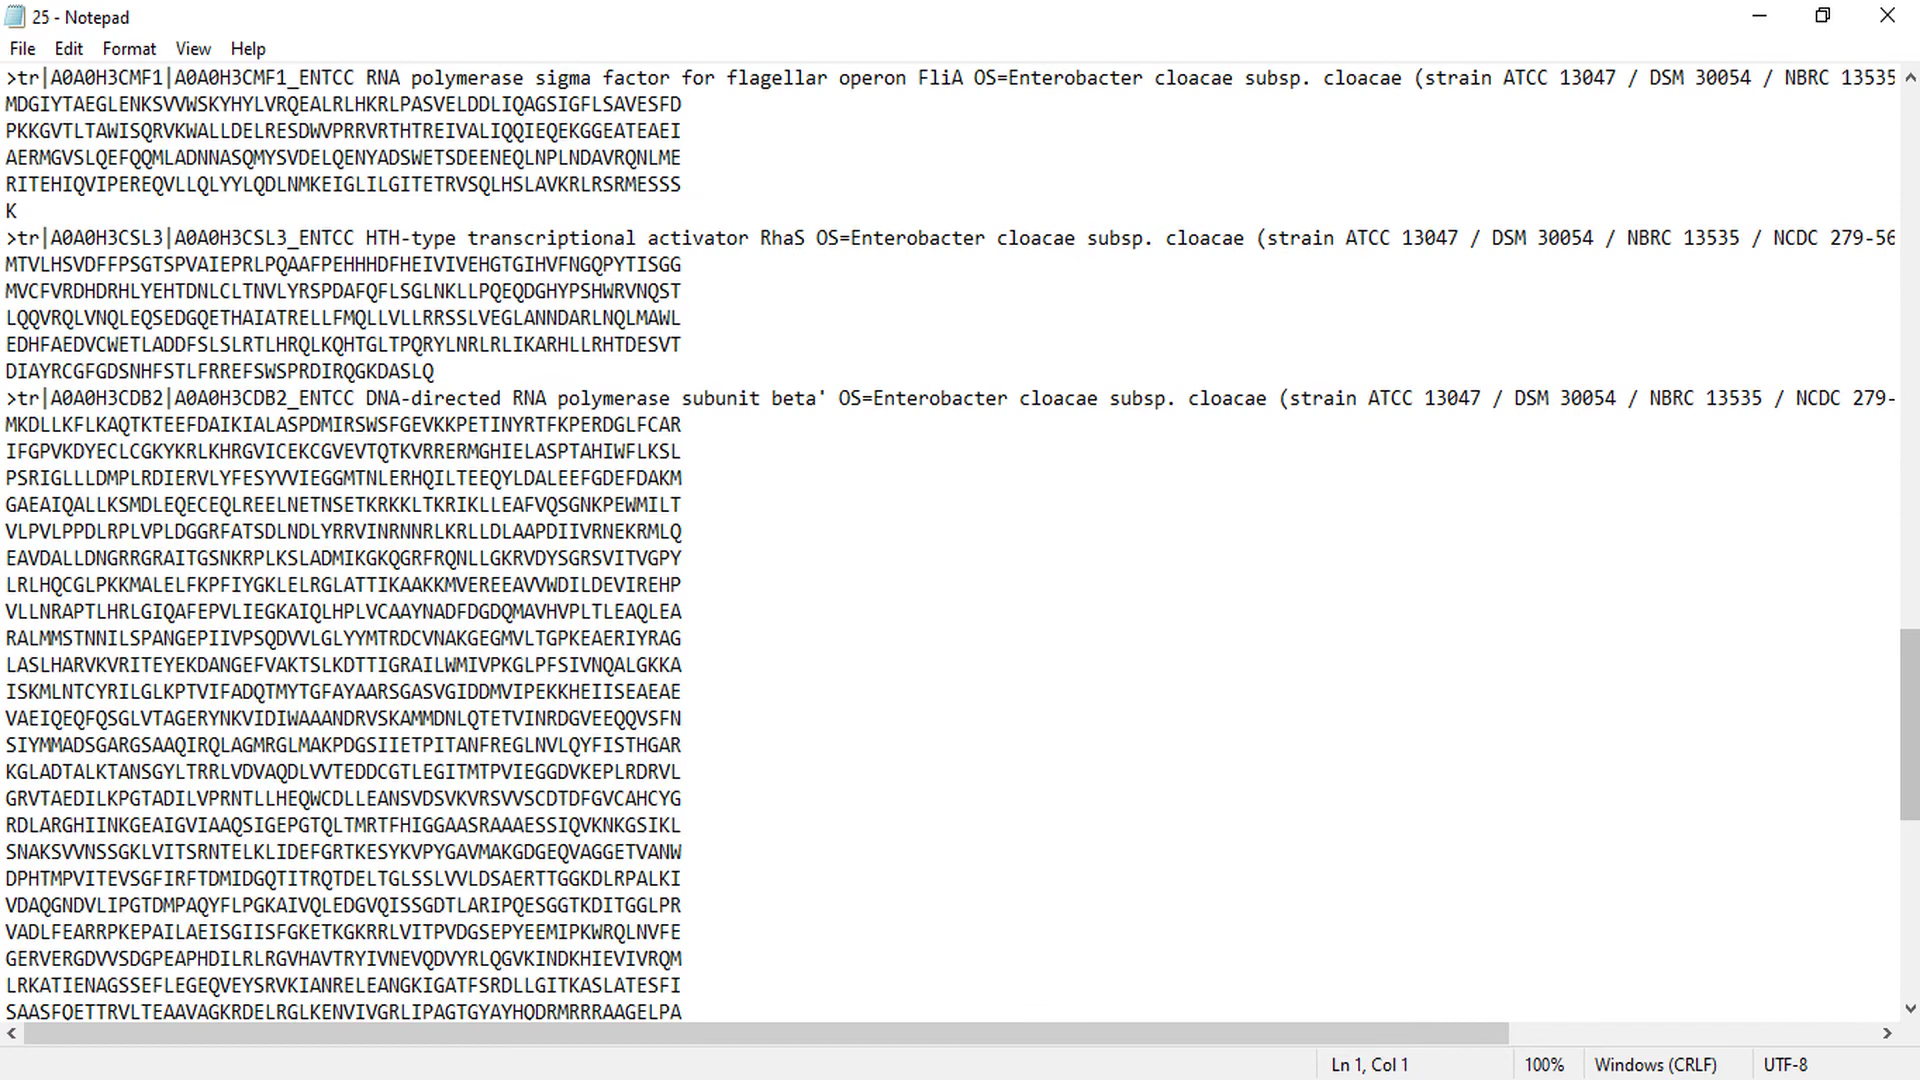 25 - Notepad
File Edit Format View Help
>tr|A0A0H3CMF1|A0A0H3CMF1_ENTCC RNA polymerase sigma factor for flagellar operon FliA OS=Enterobacter cloacae subsp. cloacae (strain ATCC 13047 / DSM 30054 / NBRC 13535
MDGIYTAEGLENKSVVWSKYHYLVRQEALRLHKRLPASVELDDLIQAGSIGFLSAVESFD
PKKGVTLTAWISQRVKWALLDELRESDWVPRRVRTHTREIVALIQQIEQEKGGEATEAEI
AERMGVSLQEFQQMLADNNASQMYSVDELQENYADSWETSDEENEQLNPLNDAVRQNLME
RITEHIQVIPEREQVLLQLYYLQDLNMKEIGLILGITETRVSQLHSLAVKRLRSRMESSS
K
>tr|A0A0H3CSL3|A0A0H3CSL3_ENTCC HTH-type transcriptional activator RhaS OS=Enterobacter cloacae subsp. cloacae (strain ATCC 13047 / DSM 30054 / NBRC 13535 / NCDC 279-56
MTVLHSVDFFPSGTSPVAIEPRLPQAAFPEHHHDFHEIVIVEHGTGIHVFNGQPYTISGG
MVCFVRDHDRHLYEHTDNLCLTNVLYRSPDAFQFLSGLNKLLPQEQDGHYPSHWRVNQST
LQQVRQLVNQLEQSEDGQETHAIATRELLFMQLLVLLRRSSLVEGLANNDARLNQLMAWL
EDHFAEDVCWETLADDFSLSLRTLHRQLKQHTGLTPQRYLNRLRLIKARHLLRHTDESVT
DIAYRCGFGDSNHFSTLFRREFSWSPRDIRQGKDASLQ
>tr|A0A0H3CDB2|A0A0H3CDB2_ENTCC DNA-directed RNA polymerase subunit beta' OS=Enterobacter cloacae subsp. cloacae (strain ATCC 13047 / DSM 30054 / NBRC 13535 / NCDC 279-
MKDLLKFLKAQTKTEEFDAIKIALASPDMIRSWSFGEVKKPETINYRTFKPERDGLFCAR
IFGPVKDYECLCGKYKRLKHRGVICEKCGVEVTQTKVRRERMGHIELASPTAHIWFLKSL
PSRIGLLLDMPLRDIERVLYFESYVVIEGGMTNLERHQILTEEQYLDALEEFGDEFDAKM
GAEAIQALLKSMDLEQECEQLREELNETNSETKRKKLTKRIKLLEAFVQSGNKPEWMILT
VLPVLPPDLRPLVPLDGGRFATSDLNDLYRRVINRNNRLKRLLDLAAPDIIVRNEKRMLQ
EAVDALLDNGRRGRAITGSNKRPLKSLADMIKGKQGRFRQNLLGKRVDYSGRSVITVGPY
LRLHQCGLPKKMALELFKPFIYGKLELRGLATTIKAAKKMVEREEAVVWDILDEVIREHP
VLLNRAPTLHRLGIQAFEPVLIEGKAIQLHPLVCAAYNADFDGDQMAVHVPLTLEAQLEA
RALMMSTNNILSPANGEPIIVPSQDVVLGLYYMTRDCVNAKGEGMVLTGPKEAERIYRAG
LASLHARVKVRITEYEKDANGEFVAKTSLKDTTIGRAILWMIVPKGLPFSIVNQALGKKA
ISKMLNTCYRILGLKPTVIFADQTMYTGFAYAARSGASVGIDDMVIPEKKHEIISEAEAE
VAEIQEQFQSGLVTAGERYNKVIDIWAAANDRVSKAMMDNLQTETVINRDGVEEQQVSFN
SIYMMADSGARGSAAQIRQLAGMRGLMAKPDGSIIETPITANFREGLNVLQYFISTHGAR
KGLADTALKTANSGYLTRRLVDVAQDLVVTEDDCGTLEGITMTPVIEGGDVKEPLRDRVL
GRVTAEDILKPGTADILVPRNTLLHEQWCDLLEANSVDSVKVRSVVSCDTDFGVCAHCYG
RDLARGHIINKGEAIGVIAAQSIGEPGTQLTMRTFHIGGAASRAAAESSIQVKNKGSIKL
SNAKSVVNSSGKLVITSRNTELKLIDEFGRTKESYKVPYGAVMAKGDGEQVAGGETVANW
DPHTMPVITEVSGFIRFTDMIDGQTITRQTDELTGLSSLVVLDSAERTTGGKDLRPALKI
VDAQGNDVLIPGTDMPAQYFLPGKAIVQLEDGVQISSGDTLARIPQESGGTKDITGGLPR
VADLFEARRPKEPAILAEISGIISFGKETKGKRRLVITPVDGSEPYEEMIPKWRQLNVFE
GERVERGDVVSDGPEAPHDILRLRGVHAVTRYIVNEVQDVYRLQGVKINDKHIEVIVRQM
LRKATIENAGSSEFLEGEQVEYSRVKIANRELEANGKIGATFSRDLLGITKASLATESFI
SAASFQETTRVLTEAAVAGKRDELRGLKENVIVGRLIPAGTGYAYHQDRMRRRAAGELPA
Ln 1, Col 1 100% Windows (CRLF) UTF-8